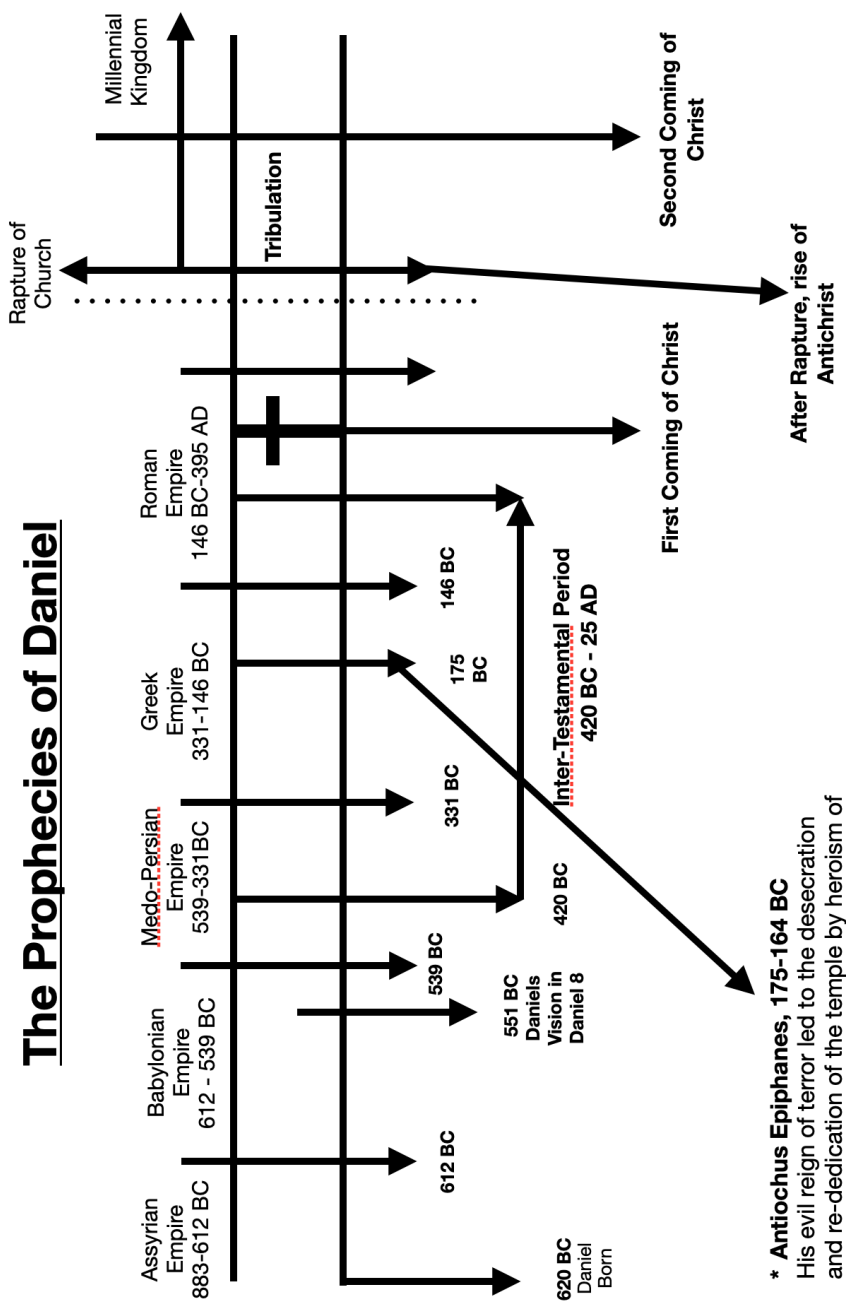 The Prophecies of Daniel
Assyrian
Empire
883-612 BC
Babylonian
Empire
612 - 539 BC
Medo-Persian
Empire
539-331BC
Greek
Empire
331-146 BC
Roman
Empire
146 BC-395 AD
Rapture of
Church
Millennial
Kingdom
Tribulation
620 BC
Daniel
Born
612 BC
551 BC
Daniels
Vision in
Daniel 8
539 BC
420 BC
331 BC
175
BC
146 BC
Inter-Testamental Period
420 BC - 25 AD
First Coming of Christ
After Rapture, rise of
Antichrist
Second Coming of
Christ
* Antiochus Epiphanes, 175-164 BC
His evil reign of terror led to the desecration
and re-dedication of the temple by heroism of